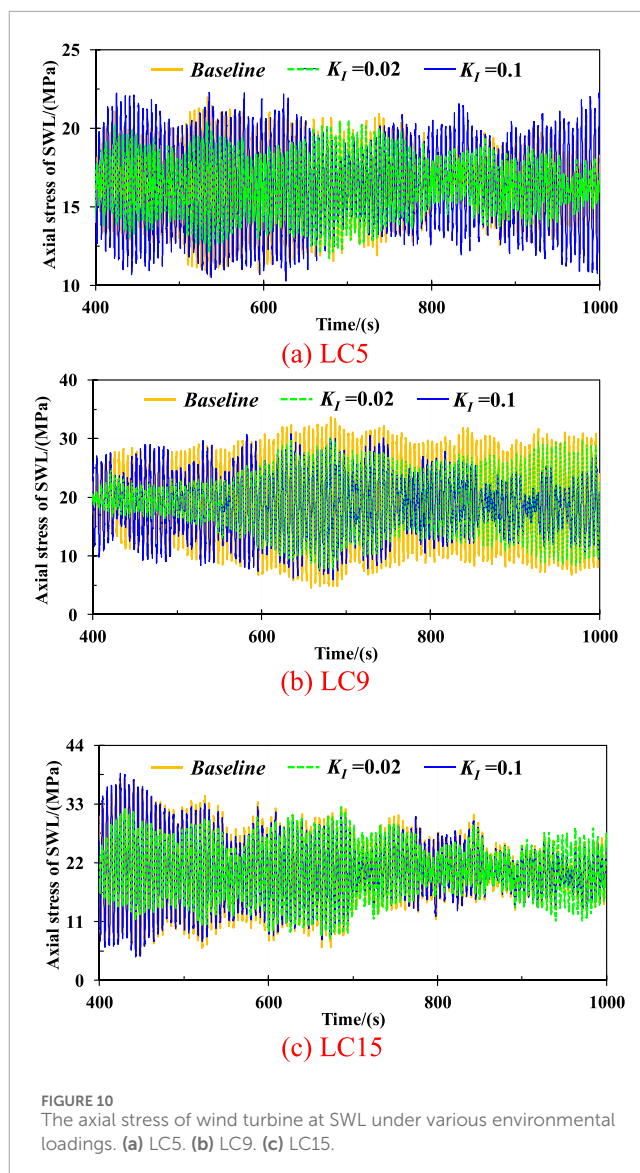 25
Baseline K_I =0.02 K_I =0.1
20
15
10
Axial stress of SWL/(MPa)
400 600 800 1000
Time/(s)
(a) LC5
40
Baseline K_I =0.02 K_I =0.1
30
20
10
0
Axial stress of SWL/(MPa)
400 600 800 1000
Time/(s)
(b) LC9
44
Baseline K_I =0.02 K_I =0.1
33
22
11
0
Axial stress of SWL/(MPa)
400 600 800 1000
Time/(s)
(c) LC15
FIGURE 10
The axial stress of wind turbine at SWL under various environmental
loadings. (a) LC5. (b) LC9. (c) LC15.